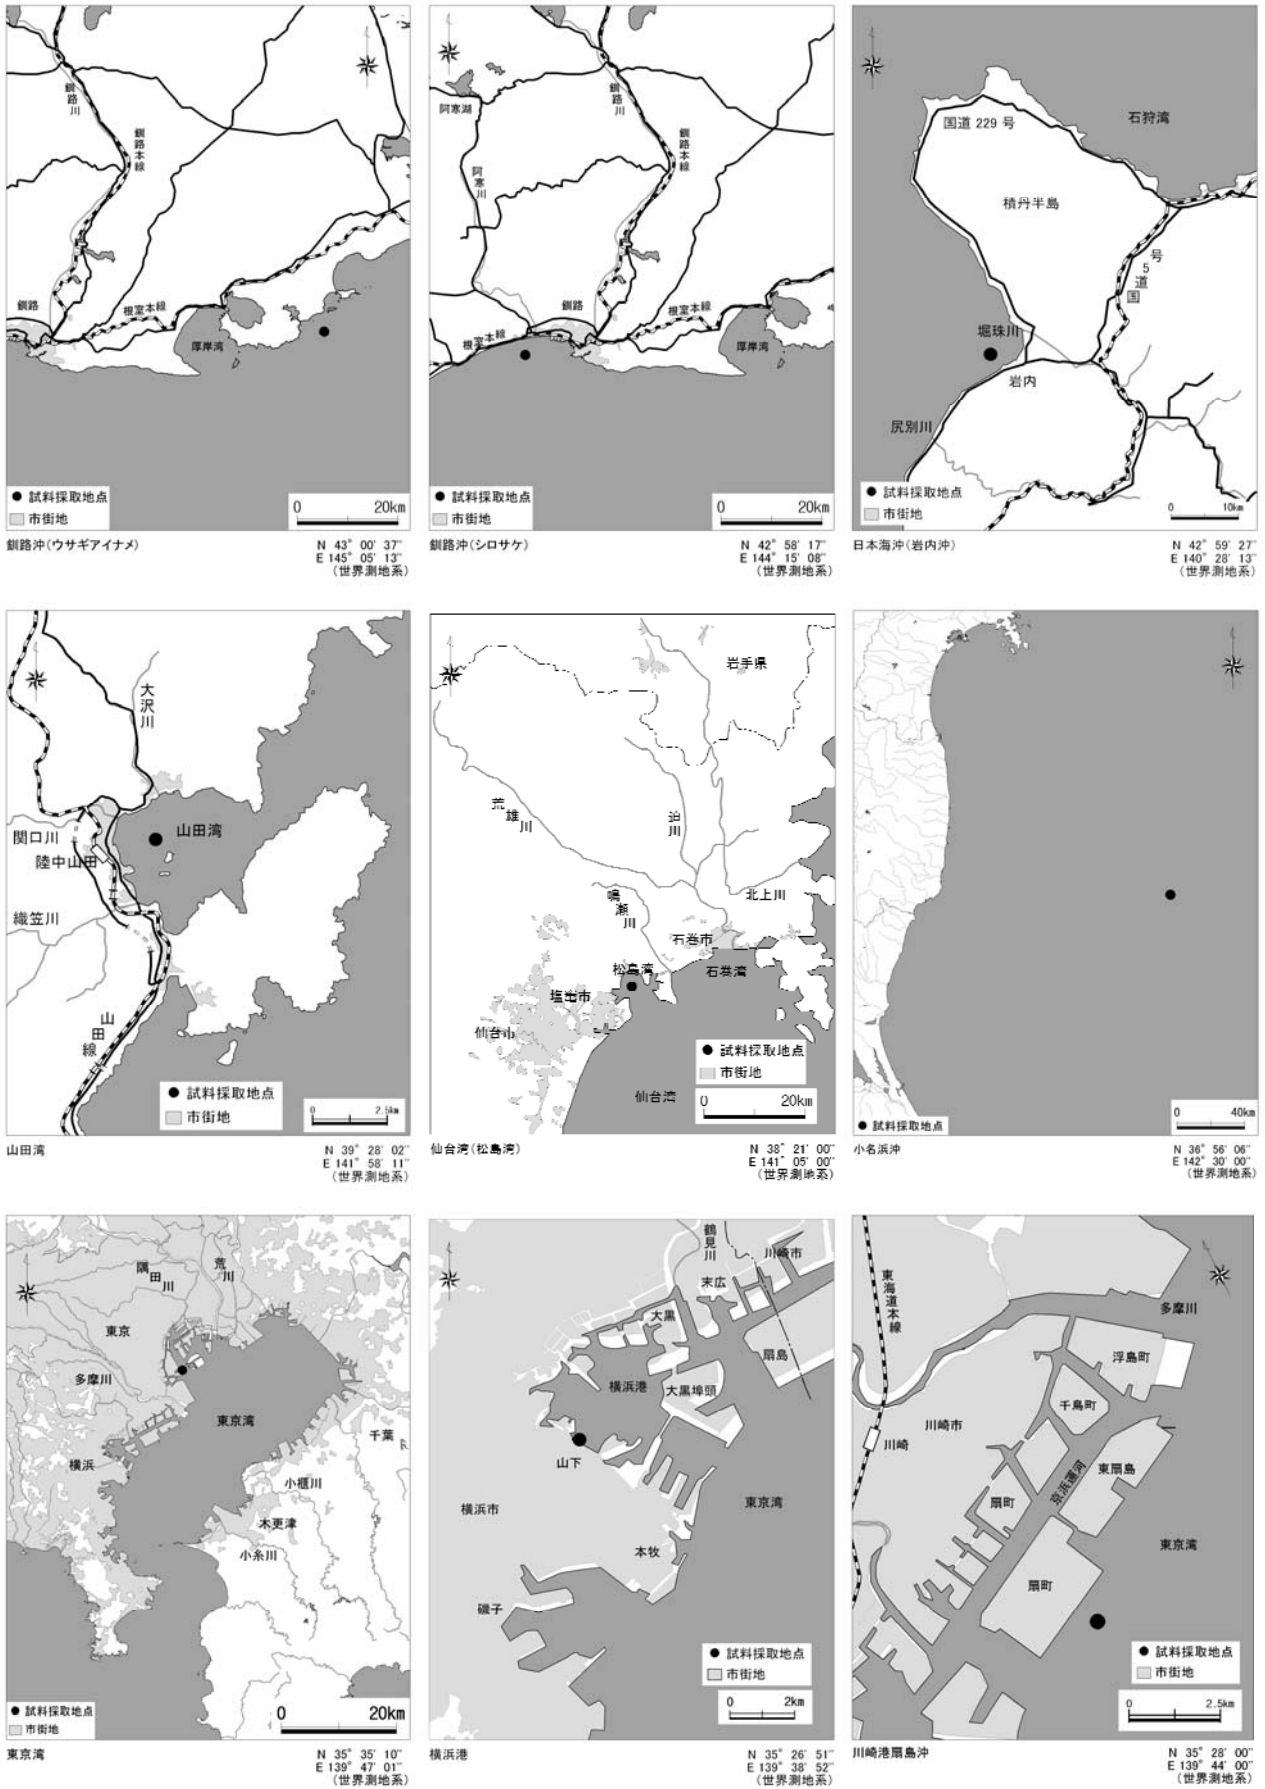 釧路川
釧路本線
釧路
根室本線
厚岸湾
● 試料採取地点
市街地
0 20km
釧路沖(ウサギアイナメ)
N 43° 00′ 37″
E 145° 05′ 13″
(世界測地系)
阿寒湖
阿寒川
釧路川
釧路本線
釧路
根室本線
根室本線
厚岸湾
● 試料採取地点
市街地
0 20km
釧路沖(シロサケ)
N 42° 58′ 17″
E 144° 15′ 08″
(世界測地系)
石狩湾
国道 229 号
積丹半島
号5道国
堀珠川
岩内
尻別川
● 試料採取地点
市街地
0 10km
日本海沖(岩内沖)
N 42° 59′ 27″
E 140° 28′ 13″
(世界測地系)
大沢川
関口川
山田湾
陸中山田
織笠川
山田線
● 試料採取地点
市街地
0 2.5km
山田湾
N 39° 28′ 02″
E 141° 58′ 11″
(世界測地系)
岩手県
荒雄川
迫川
鳴瀬川
北上川
石巻市
松島湾
石巻湾
塩竈市
仙台市
● 試料採取地点
市街地
仙台湾
0 20km
仙台湾(松島湾)
N 38° 21′ 00″
E 141° 05′ 00″
(世界測地系)
● 試料採取地点
0 40km
小名浜沖
N 36° 56′ 06″
E 142° 30′ 00″
(世界測地系)
隅田川
荒川
東京
多摩川
東京湾
千葉
横浜
小櫃川
木更津
小糸川
● 試料採取地点
市街地
0 20km
東京湾
N 35° 35′ 10″
E 139° 47′ 01″
(世界測地系)
鶴見川
川崎市
末広
大黒
扇島
横浜港
大黒埠頭
山下
横浜市
東京湾
本牧
磯子
● 試料採取地点
市街地
0 2km
横浜港
N 35° 26′ 51″
E 139° 38′ 52″
(世界測地系)
東海道本線
多摩川
浮島町
千鳥町
川崎市
川崎
東扇島
京浜運河
扇町
東京湾
扇町
● 試料採取地点
市街地
0 2.5km
川崎港扇島沖
N 35° 28′ 00″
E 139° 44′ 00″
(世界測地系)